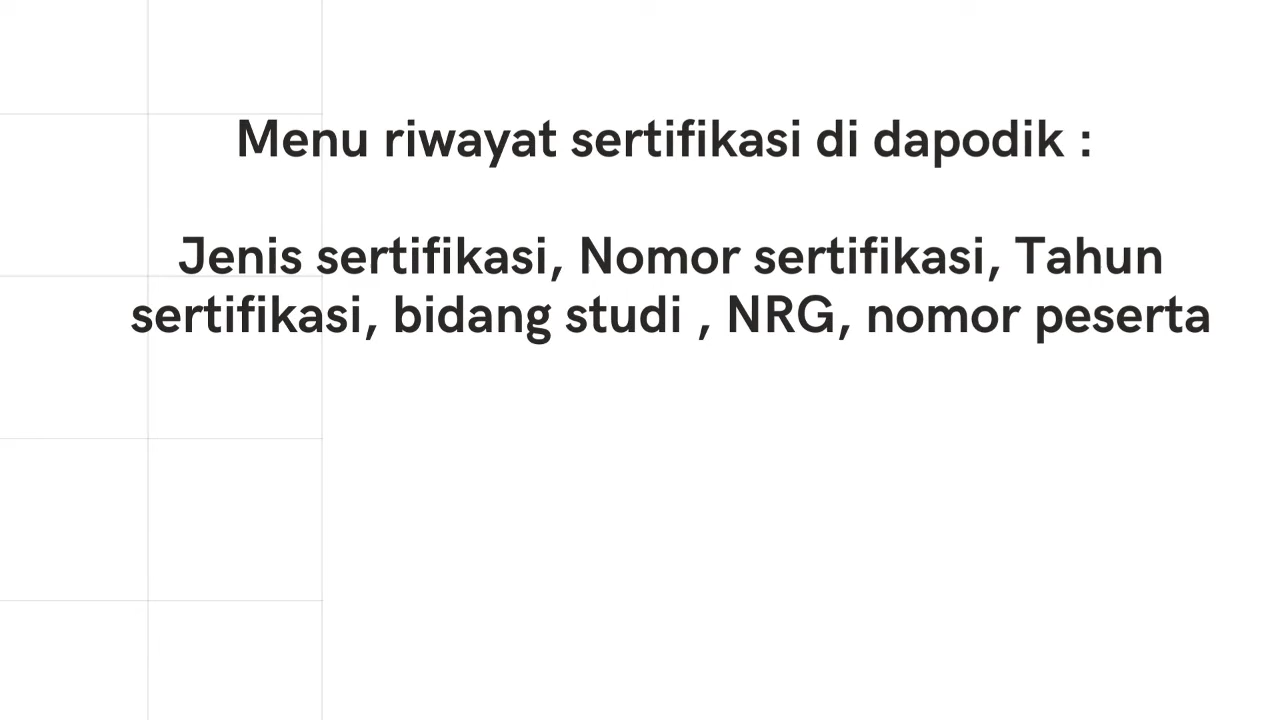 Menu riwayat sertifikasi di dapodik :
Jenis sertifikasi, Nomor sertifikasi, Tahun
sertifikasi, bidang studi , NRG, nomor peserta